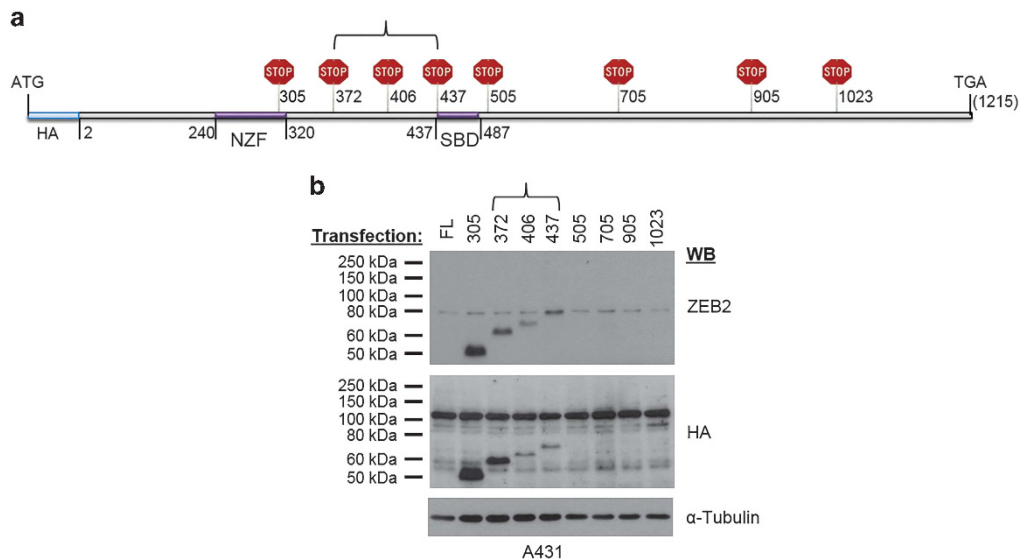 a
STOP STOP STOP STOP STOP STOP STOP STOP
ATG 305 372 406 437 505 705 905 1023 TGA
(1215)
HA 2 240 NZF 320 437 SBD 487
b
Transfection: FL 305 372 406 437 505 705 905 1023
WB
250 kDa
150 kDa
100 kDa
80 kDa
60 kDa
50 kDa
ZEB2
250 kDa
150 kDa
100 kDa
80 kDa
60 kDa
50 kDa
HA
α-Tubulin
A431